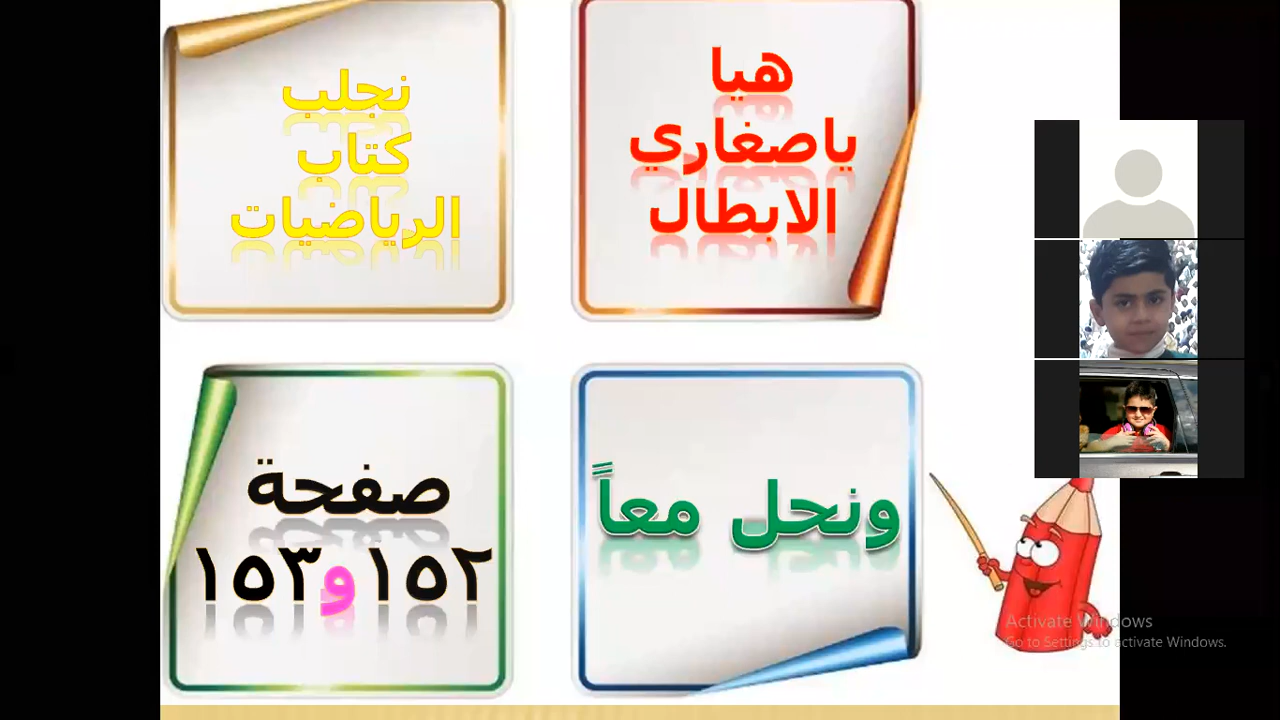 هيا
ياصغاري
الابطال
نجلب
كتاب
الرياضيات
ونحل معاً
صفحة
١٥٢و١٥٣
Activate Windows
Go to Settings to activate Windows.